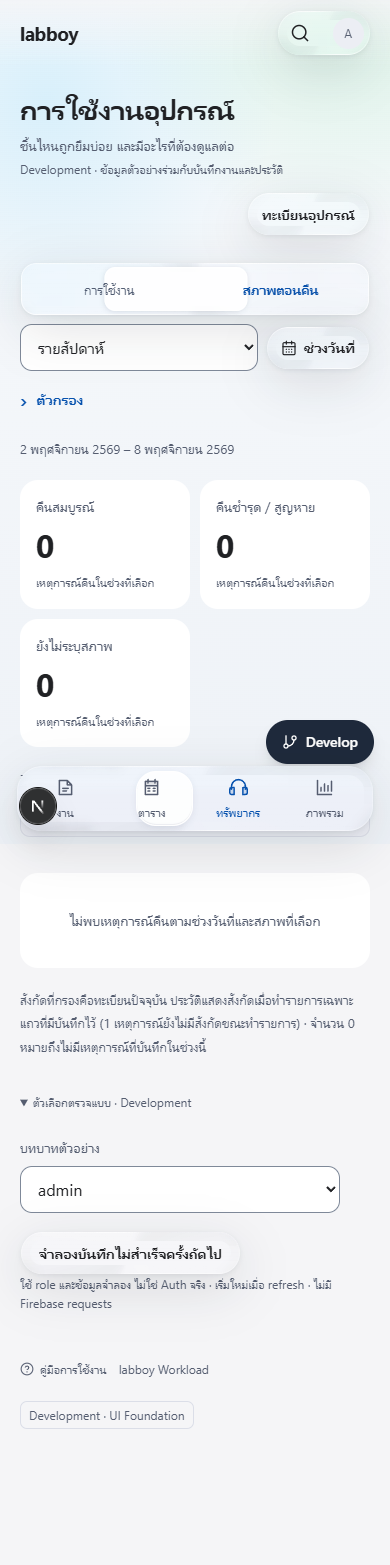 labboy
A
การใช้งานอุปกรณ์
ชิ้นไหนถูกยืมบ่อย และมีอะไรที่ต้องดูแลต่อ
Development · ข้อมูลตัวอย่างร่วมกับบันทึกงานและประวัติ
ทะเบียนอุปกรณ์
การใช้งาน
สภาพตอนคืน
รายสัปดาห์
ช่วงวันที่
ตัวกรอง
2 พฤศจิกายน 2569 – 8 พฤศจิกายน 2569
คืนสมบูรณ์
คืนชำรุด / สูญหาย
0
0
เหตุการณ์คืนในช่วงที่เลือก
เหตุการณ์คืนในช่วงที่เลือก
ยังไม่ระบุสภาพ
0
เหตุการณ์คืนในช่วงที่เลือก
Develop
N
งาน
ตาราง
ทรัพยากร
ภาพรวม
ไม่พบเหตุการณ์คืนตามช่วงวันที่และสภาพที่เลือก
สังกัดที่กรองคือทะเบียนปัจจุบัน ประวัติแสดงสังกัดเมื่อทำรายการเฉพาะ
แถวที่มีบันทึกไว้ (1 เหตุการณ์ยังไม่มีสังกัดขณะทำรายการ) · จำนวน 0
หมายถึงไม่มีเหตุการณ์ที่บันทึกในช่วงนี้
ตัวเลือกตรวจแบบ · Development
บทบาทตัวอย่าง
admin
จำลองบันทึกไม่สำเร็จครั้งถัดไป
ใช้ role และข้อมูลจำลอง ไม่ใช่ Auth จริง · เริ่มใหม่เมื่อ refresh · ไม่มี
Firebase requests
คู่มือการใช้งาน
labboy Workload
Development · UI Foundation